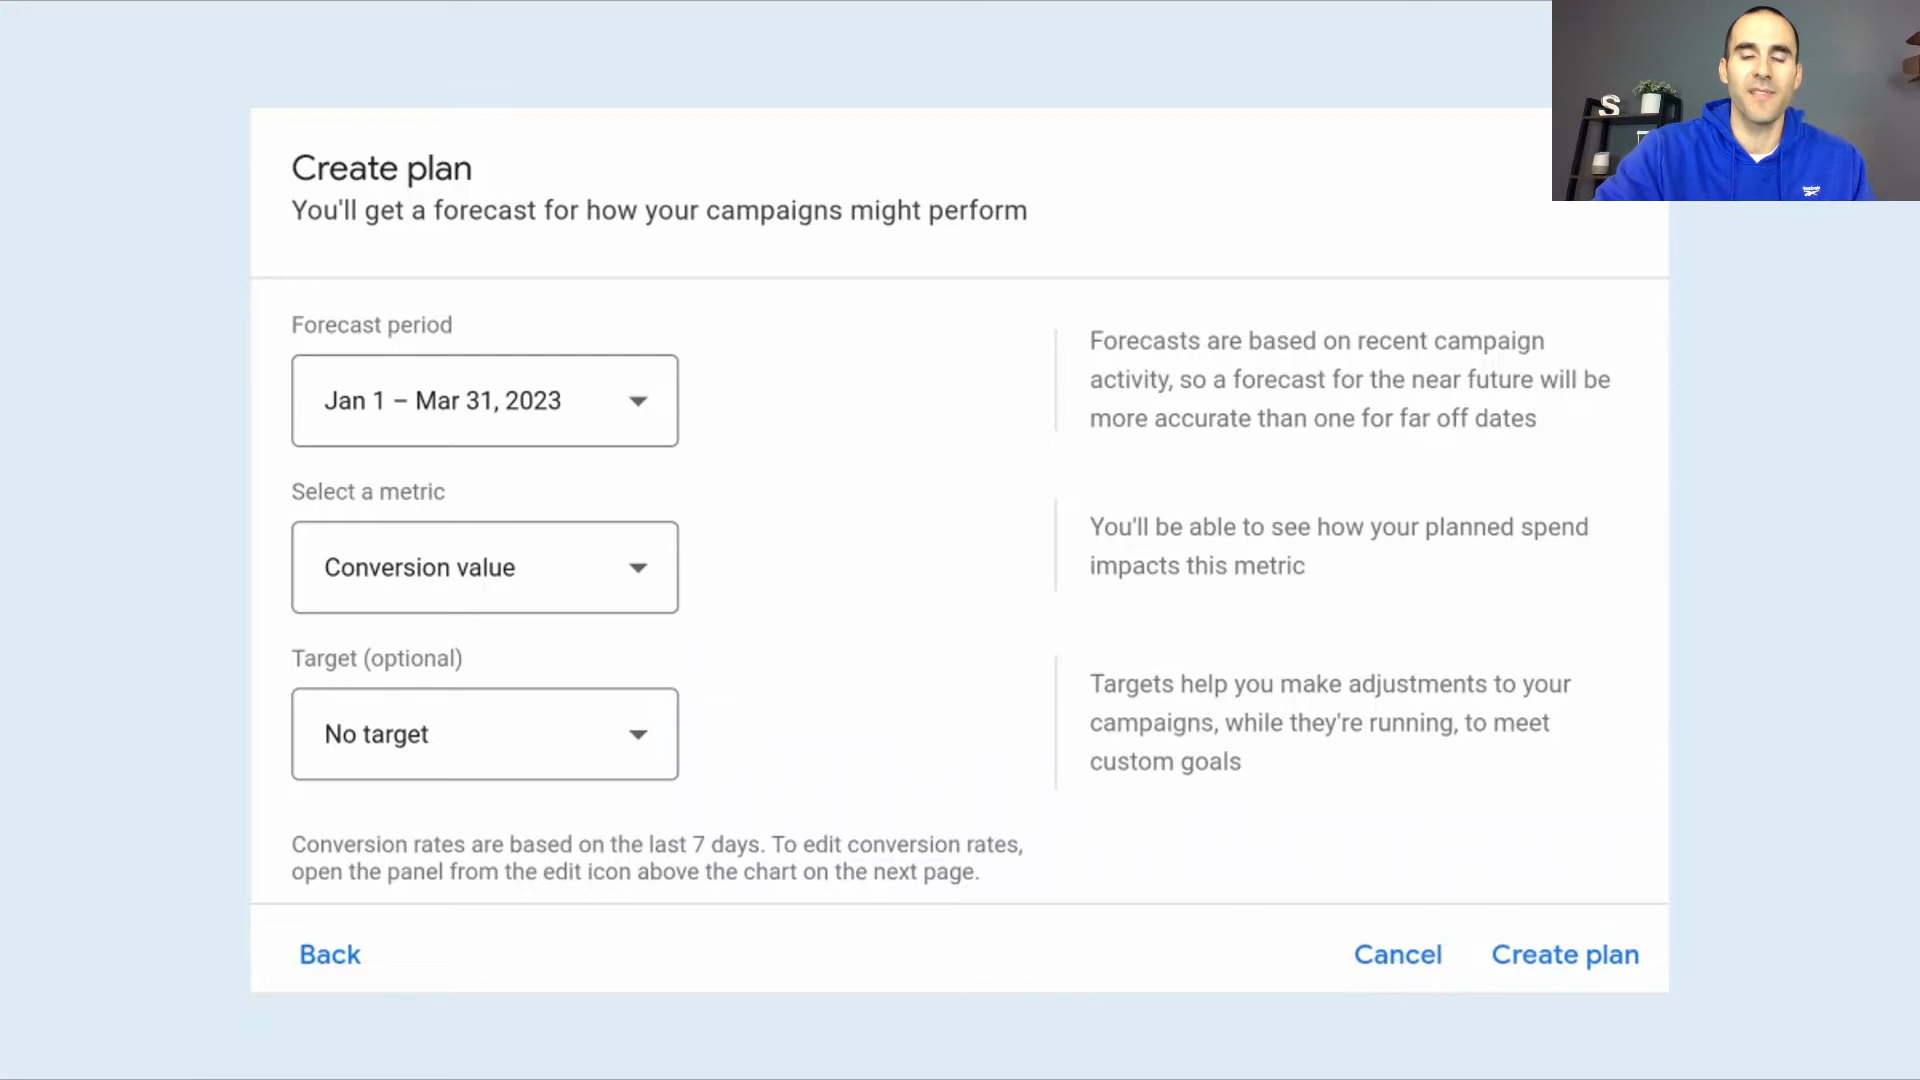 S
Create plan
You'll get a forecast for how your campaigns might perform
Forecast period
Jan 1 – Mar 31, 2023
Forecasts are based on recent campaign
activity, so a forecast for the near future will be
more accurate than one for far off dates
Select a metric
Conversion value
You'll be able to see how your planned spend
impacts this metric
Target (optional)
No target
Targets help you make adjustments to your
campaigns, while they're running, to meet
custom goals
Conversion rates are based on the last 7 days. To edit conversion rates,
open the panel from the edit icon above the chart on the next page.
Back
Cancel
Create plan